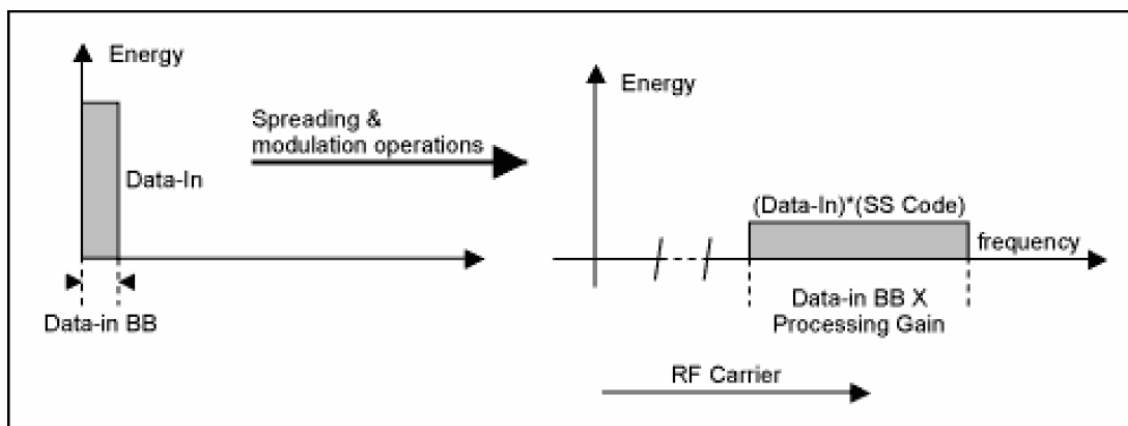 Energy
Spreading &
modulation operations
Data-In
Data-in BB
Energy
(Data-In)*(SS Code)
frequency
Data-in BB X
Processing Gain
RF Carrier